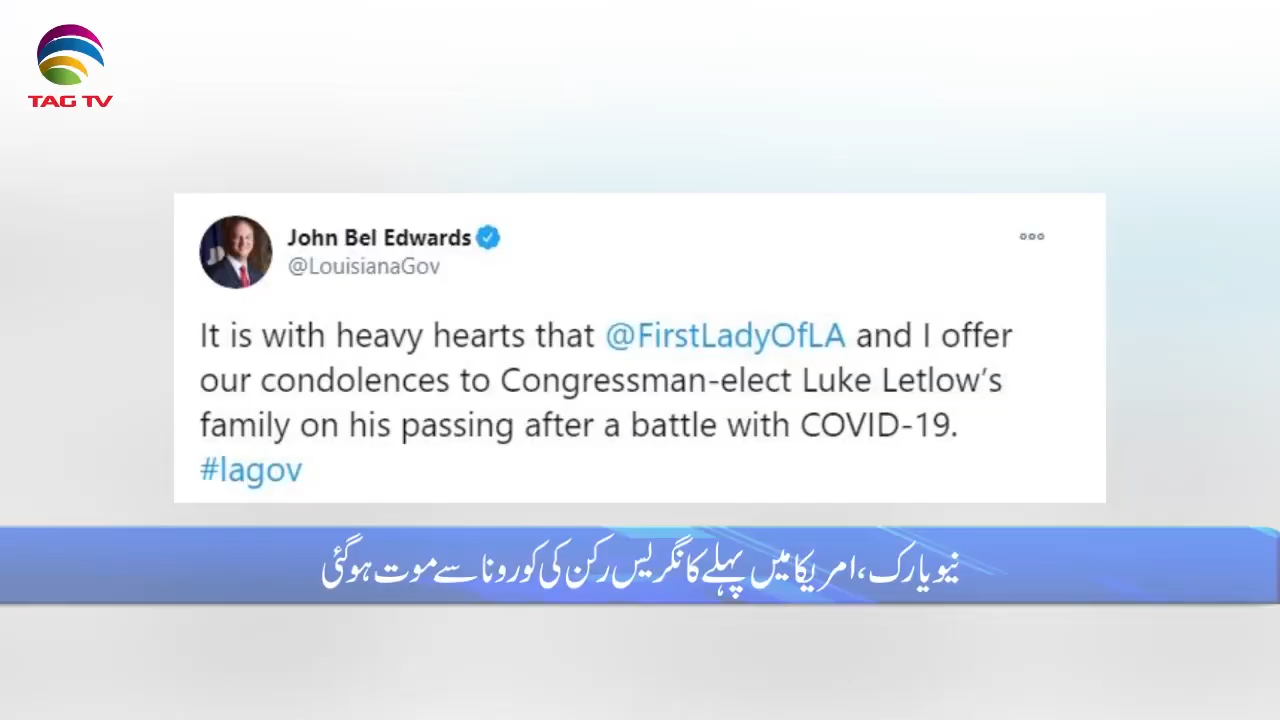 TAG TV
John Bel Edwards
@LouisianaGov
It is with heavy hearts that @FirstLadyOfLA and I offer
our condolences to Congressman-elect Luke Letlow’s
family on his passing after a battle with COVID-19.
#lagov
نیویارک، امریکا میں پہلے کانگریس رکن کی کورونا سے موت ہوگئی